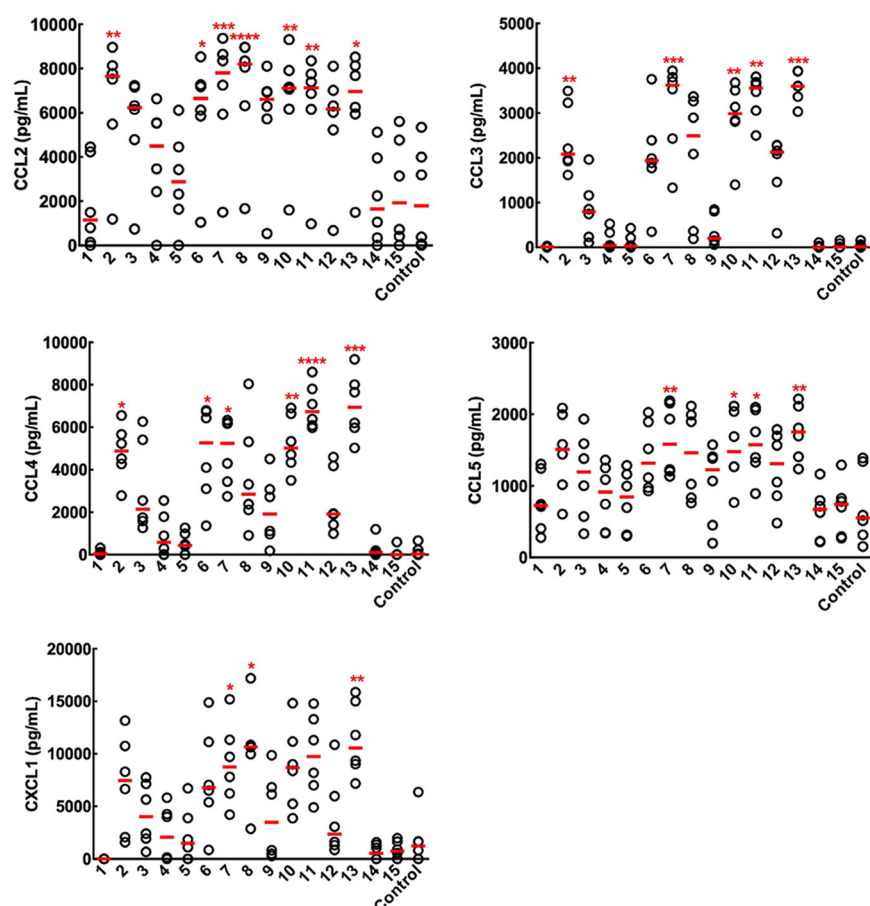 10000
8000
6000
4000
2000
0
CCL2 (pg/mL)
** * *** **** ** ** *
1 2 3 4 5 6 7 8 9 10 11 12 13 14 15 Control
5000
4000
3000
2000
1000
0
CCL3 (pg/mL)
** *** ** ** ***
1 2 3 4 5 6 7 8 9 10 11 12 13 14 15 Control
10000
8000
6000
4000
2000
0
CCL4 (pg/mL)
* * * ** **** ***
1 2 3 4 5 6 7 8 9 10 11 12 13 14 15 Control
3000
2000
1000
0
CCL5 (pg/mL)
** * * **
1 2 3 4 5 6 7 8 9 10 11 12 13 14 15 Control
20000
15000
10000
5000
0
CXCL1 (pg/mL)
* * **
1 2 3 4 5 6 7 8 9 10 11 12 13 14 15 Control